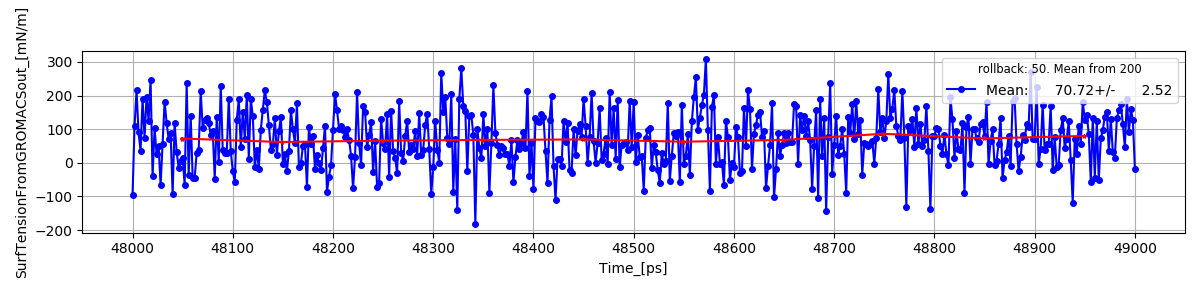 rollback: 50. Mean from 200
Mean: 70.72+/- 2.52
SurfTensionFromGROMACSout_[mN/m]
300
200
100
0
−100
−200
48000 48100 48200 48300 48400 48500 48600 48700 48800 48900 49000
Time_[ps]